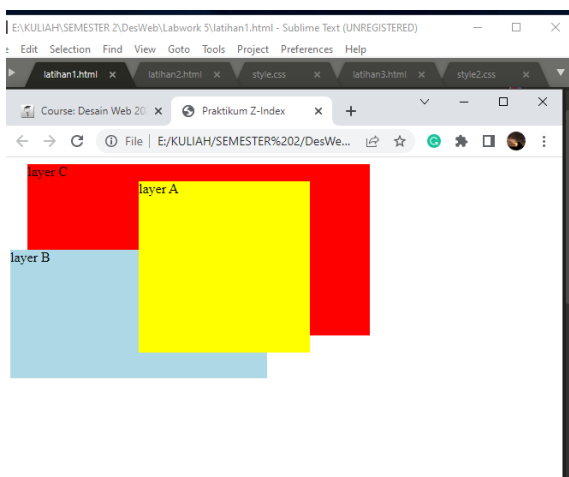 E:\KULIAH\SEMESTER 2\DesWeb\Labwork 5\latihan1.html - Sublime Text (UNREGISTERED)
Edit Selection Find View Goto Tools Project Preferences Help
latihan1.html latihan2.html style.css latihan3.html style2.css
Course: Desain Web 20 Praktikum Z-Index
File E:/KULIAH/SEMESTER%202/DesWe...
layer C
layer A
layer B